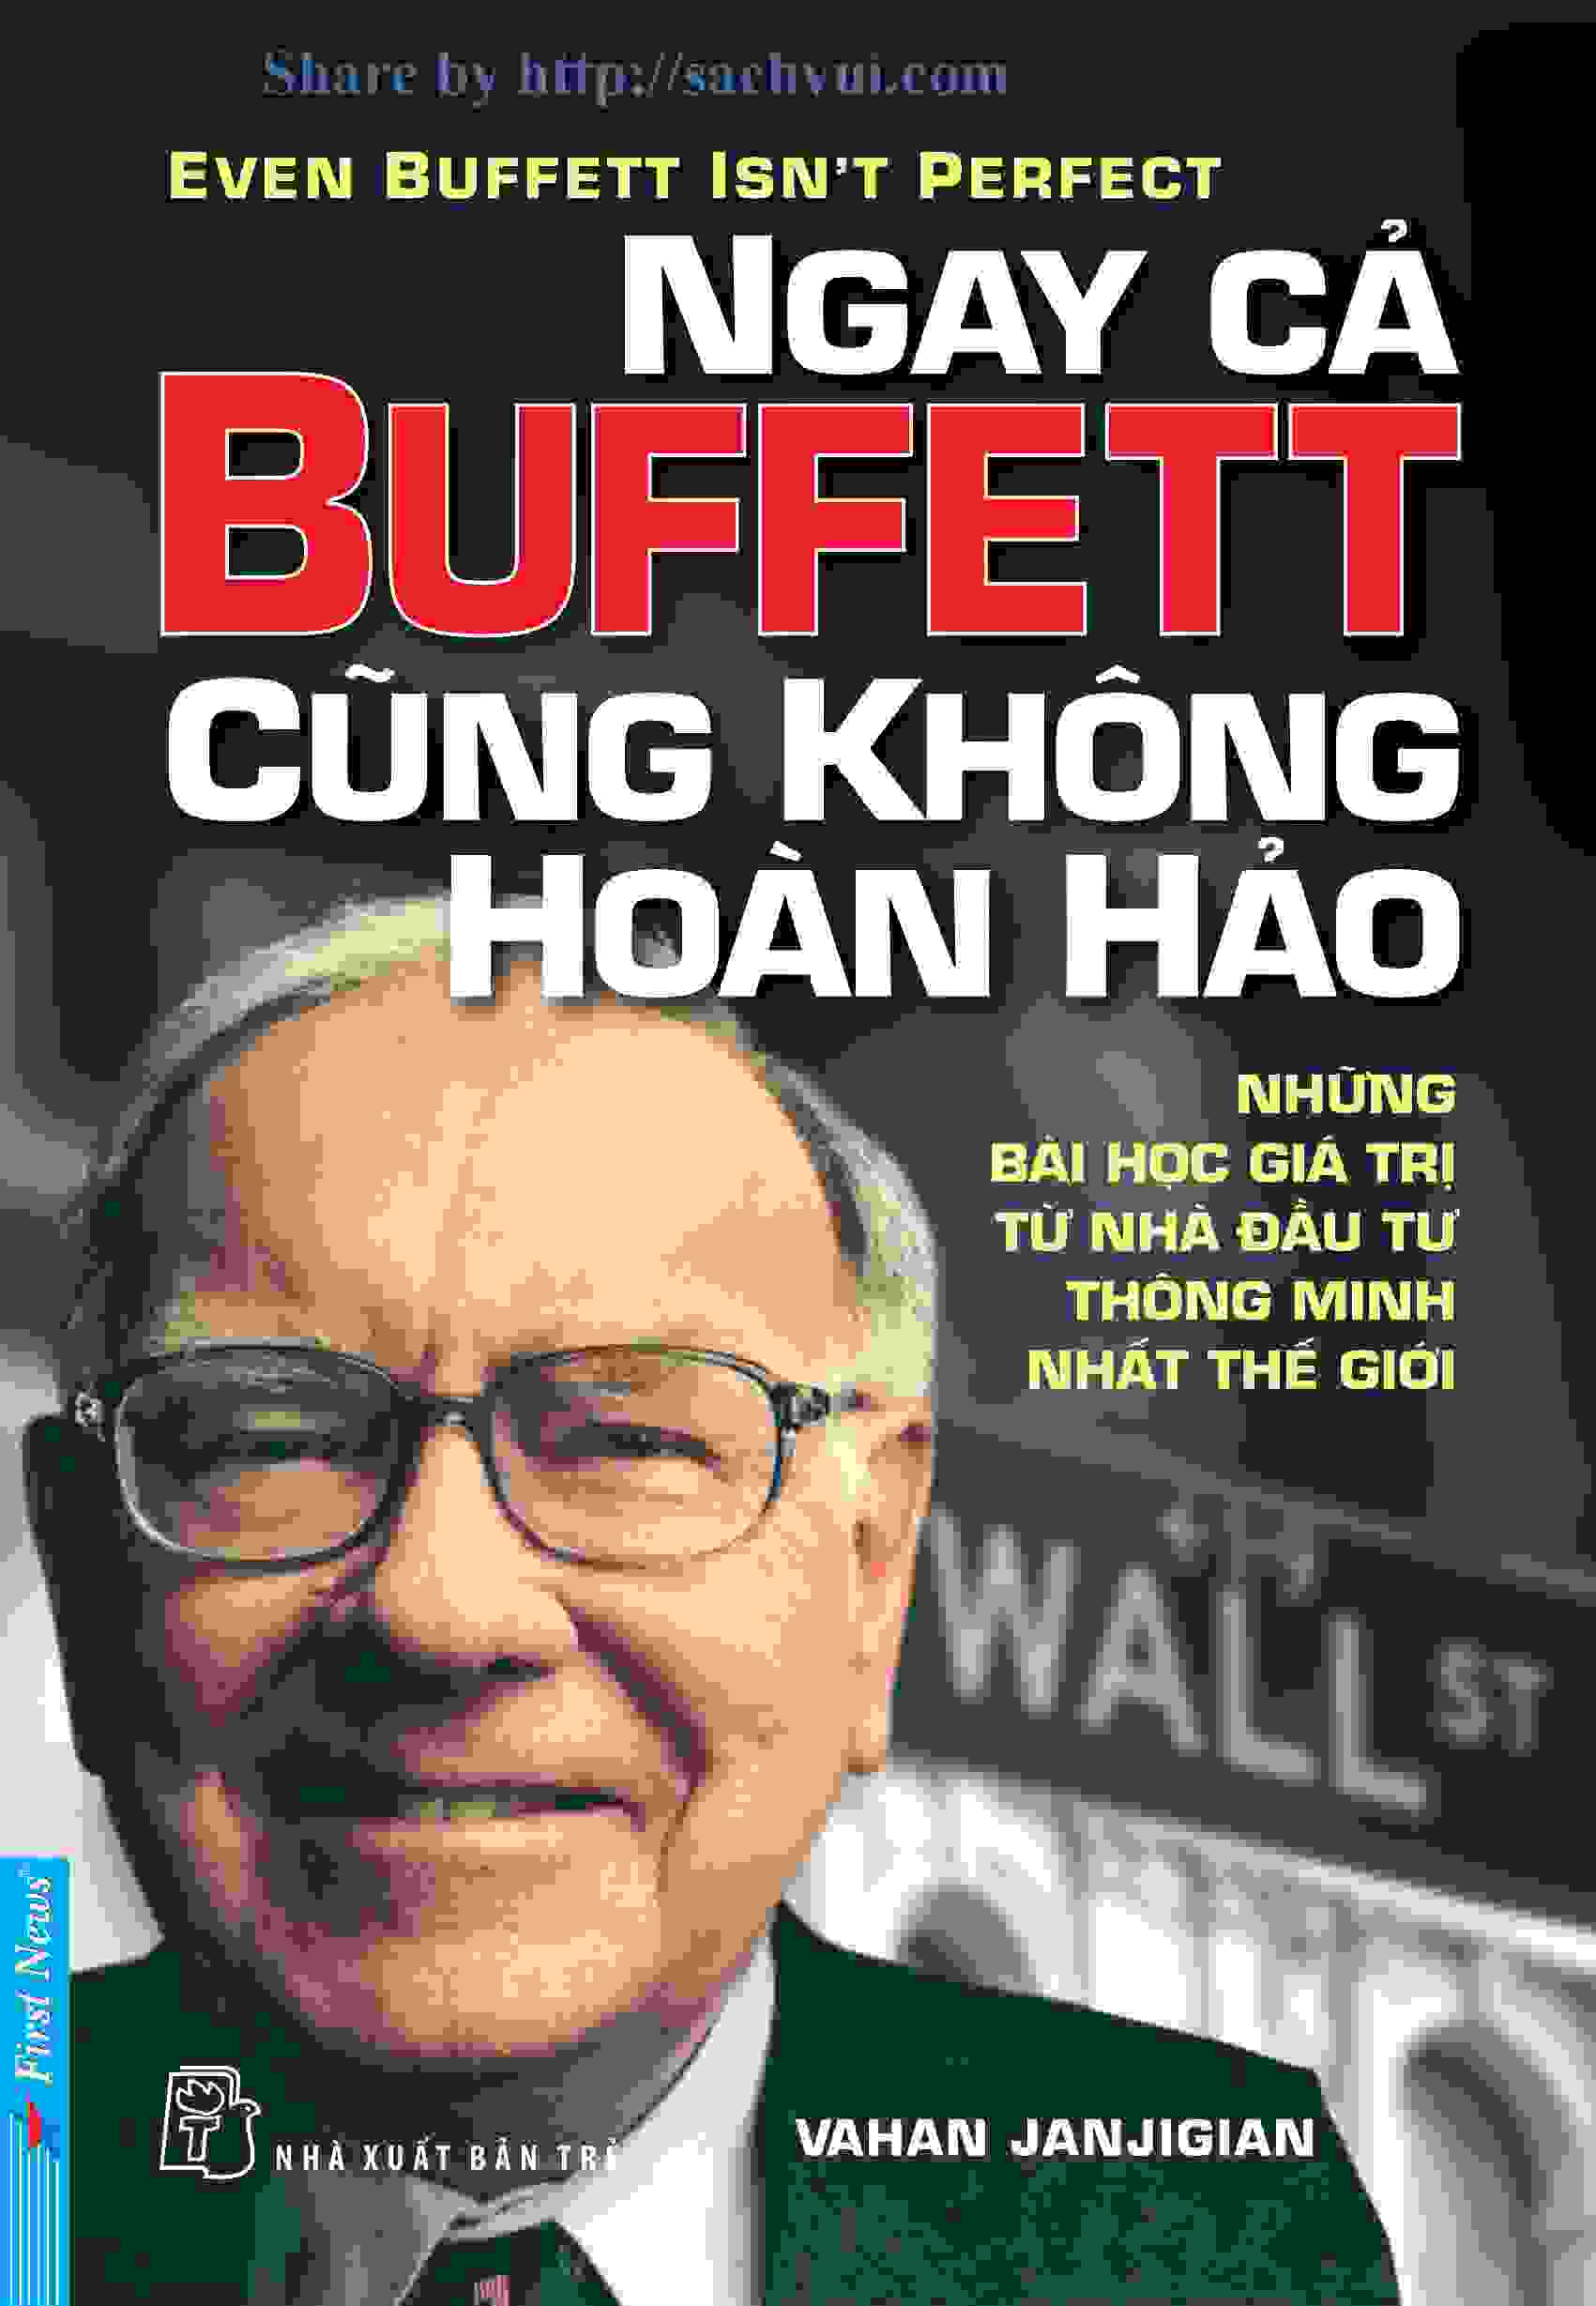 Share by http://sachvui.com
EVEN BUFFETT ISN'T PERFECT
NGAY CẢ
BUFFETT
CŨNG KHÔNG
HOÀN HẢO
NHỮNG
BÀI HỌC GIÁ TRỊ
TỪ NHÀ ĐẦU TƯ
THÔNG MINH
NHẤT THẾ GIỚI
WALL ST
First News
T
NHÀ XUẤT BẢN TRẺ
VAHAN JANJIGIAN